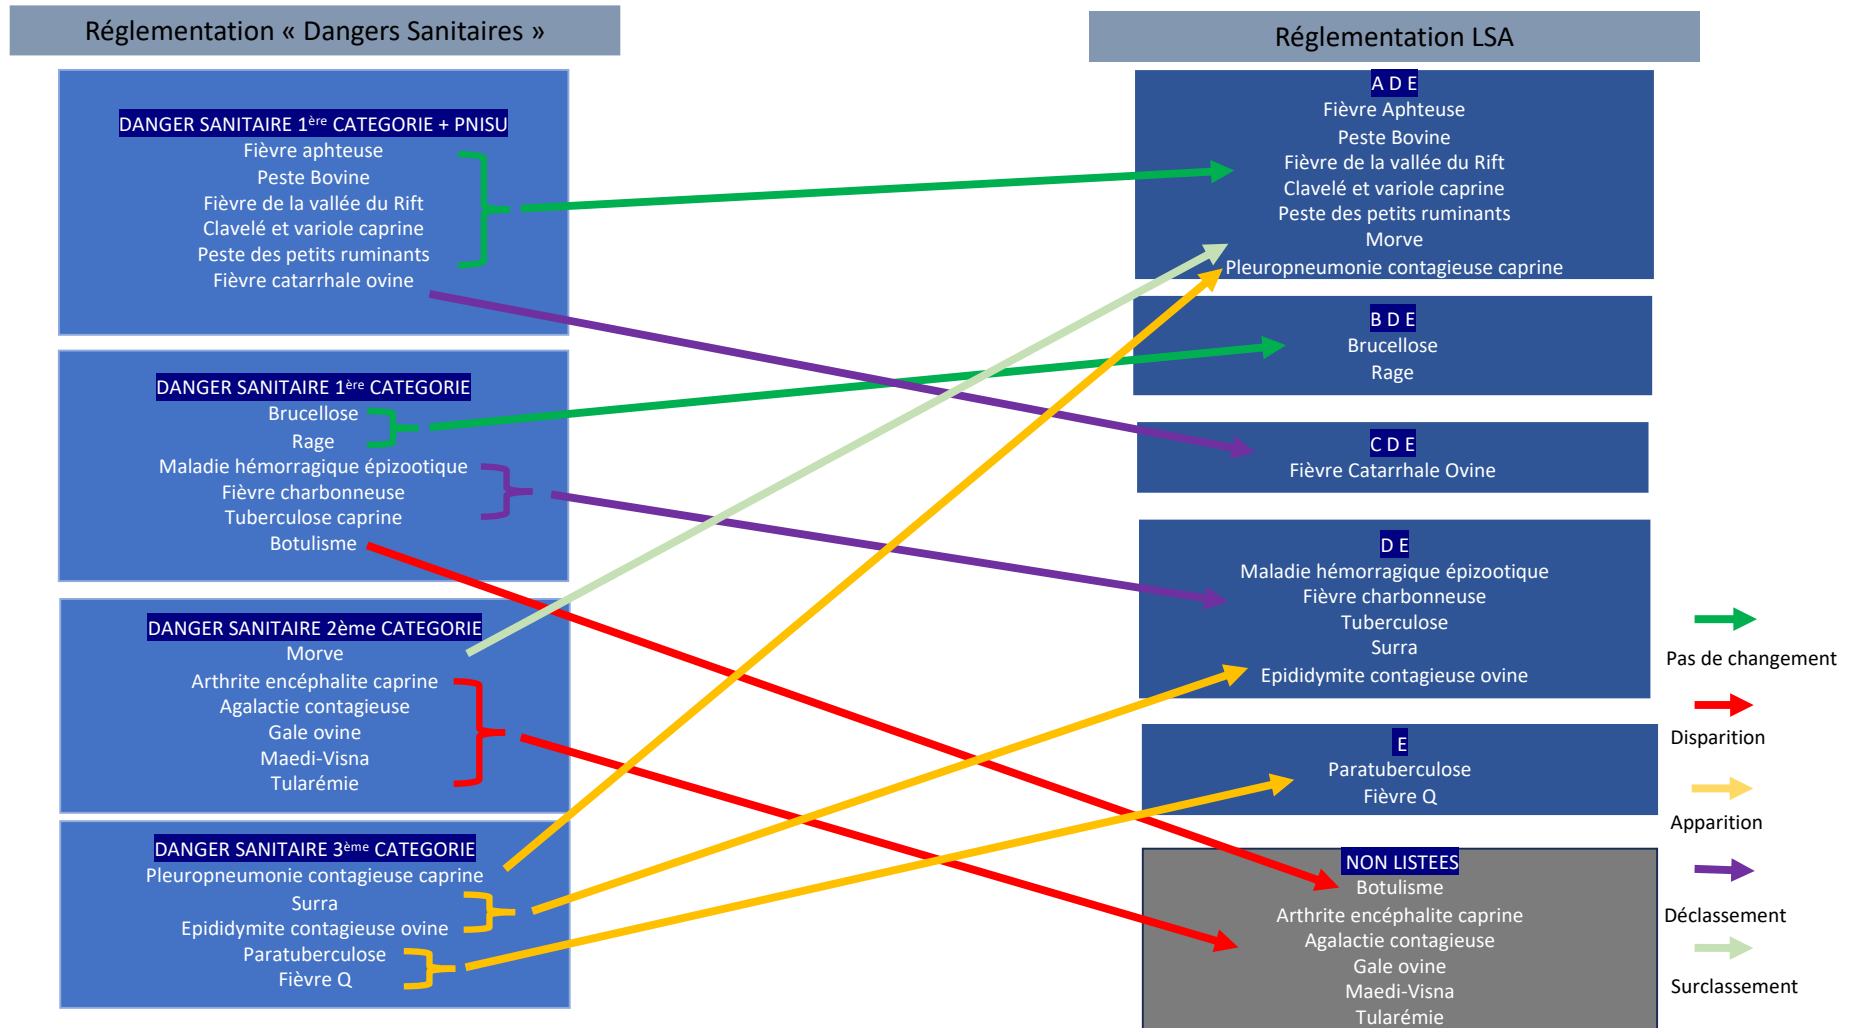 Réglementation « Dangers Sanitaires »
DANGER SANITAIRE 1ère CATEGORIE + PNISU
Fièvre aphteuse
Peste Bovine
Fièvre de la vallée du Rift
Clavelé et variole caprine
Peste des petits ruminants
Fièvre catarrhale ovine
DANGER SANITAIRE 1ère CATEGORIE
Brucellose
Rage
Maladie hémorragique épizootique
Fièvre charbonneuse
Tuberculose caprine
Botulisme
DANGER SANITAIRE 2ème CATEGORIE
Morve
Arthrite encéphalite caprine
Agalactie contagieuse
Gale ovine
Maedi-Visna
Tularémie
DANGER SANITAIRE 3ème CATEGORIE
Pleuropneumonie contagieuse caprine
Surra
Epididymite contagieuse ovine
Paratuberculose
Fièvre Q
Réglementation LSA
A D E
Fièvre Aphteuse
Peste Bovine
Fièvre de la vallée du Rift
Clavelé et variole caprine
Peste des petits ruminants
Morve
Pleuropneumonie contagieuse caprine
B D E
Brucellose
Rage
C D E
Fièvre Catarrhale Ovine
D E
Maladie hémorragique épizootique
Fièvre charbonneuse
Tuberculose
Surra
Epididymite contagieuse ovine
E
Paratuberculose
Fièvre Q
NON LISTEES
Botulisme
Arthrite encéphalite caprine
Agalactie contagieuse
Gale ovine
Maedi-Visna
Tularémie
Pas de changement
Disparition
Apparition
Déclassement
Surclassement